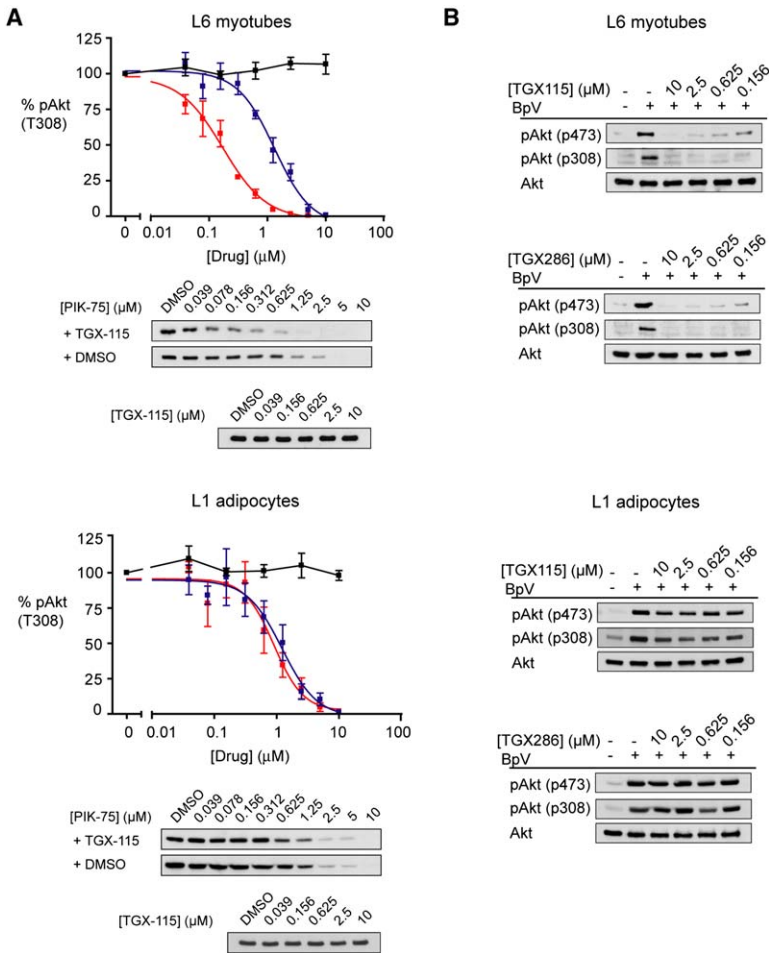 A
L6 myotubes
125
100
75
50
25
0
% pAkt
(T308)
0 0.01 0.1 1 10 100
[Drug] (µM)
[PIK-75] (µM) DMSO 0.039 0.078 0.156 0.312 0.625 1.25 2.5 5 10
+ TGX-115
+ DMSO
[TGX-115] (µM) DMSO 0.039 0.156 0.625 2.5 10
L1 adipocytes
125
100
75
50
25
0
% pAkt
(T308)
0 0.01 0.1 1 10 100
[Drug] (µM)
[PIK-75] (µM) DMSO 0.039 0.078 0.156 0.312 0.625 1.25 2.5 5 10
+ TGX-115
+ DMSO
[TGX-115] (µM) DMSO 0.039 0.156 0.625 2.5 10
B
L6 myotubes
[TGX115] (µM) - - 10 2.5 0.625 0.156
BpV - + + + + +
pAkt (p473)
pAkt (p308)
Akt
[TGX286] (µM) - - 10 2.5 0.625 0.156
BpV - + + + + +
pAkt (p473)
pAkt (p308)
Akt
L1 adipocytes
[TGX115] (µM) - - 10 2.5 0.625 0.156
BpV - + + + + +
pAkt (p473)
pAkt (p308)
Akt
[TGX286] (µM) - - 10 2.5 0.625 0.156
BpV - + + + + +
pAkt (p473)
pAkt (p308)
Akt